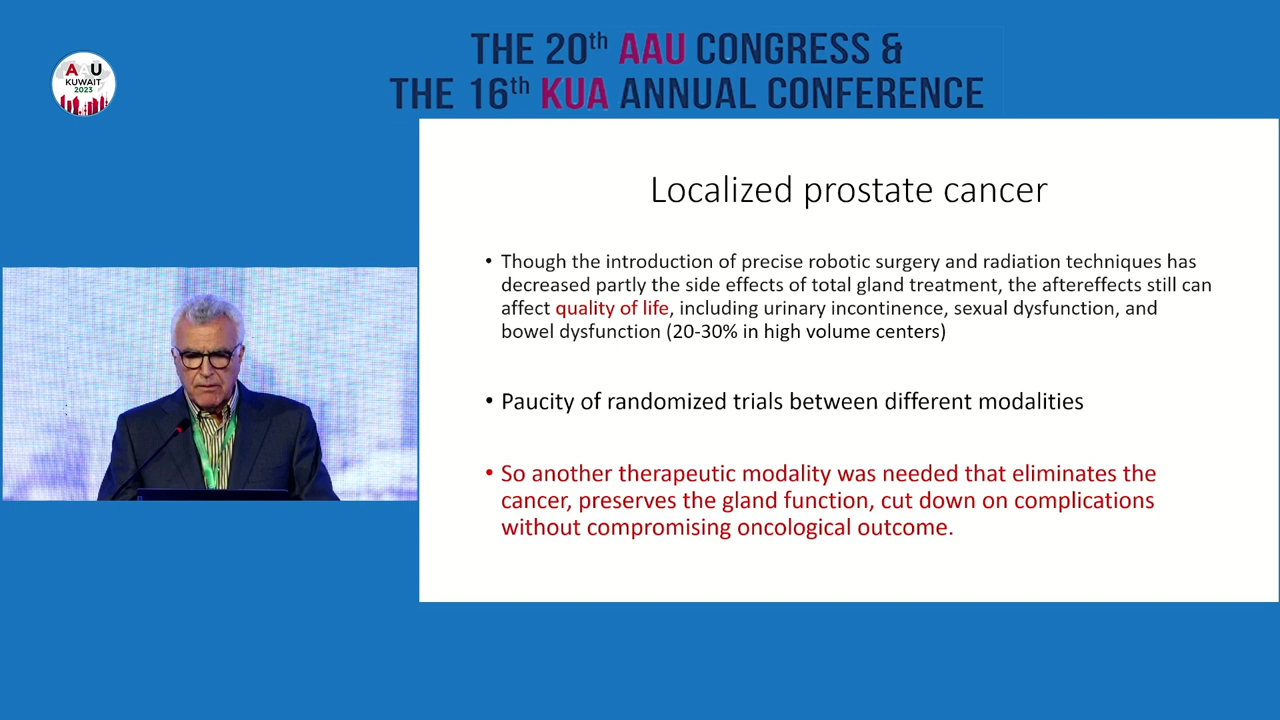 THE 20th AAU CONGRESS &
THE 16th KUA ANNUAL CONFERENCE
AAU
KUWAIT
2023
Localized prostate cancer
• Though the introduction of precise robotic surgery and radiation techniques has
decreased partly the side effects of total gland treatment, the aftereffects still can
affect quality of life, including urinary incontinence, sexual dysfunction, and
bowel dysfunction (20-30% in high volume centers)
• Paucity of randomized trials between different modalities
• So another therapeutic modality was needed that eliminates the
cancer, preserves the gland function, cut down on complications
without compromising oncological outcome.